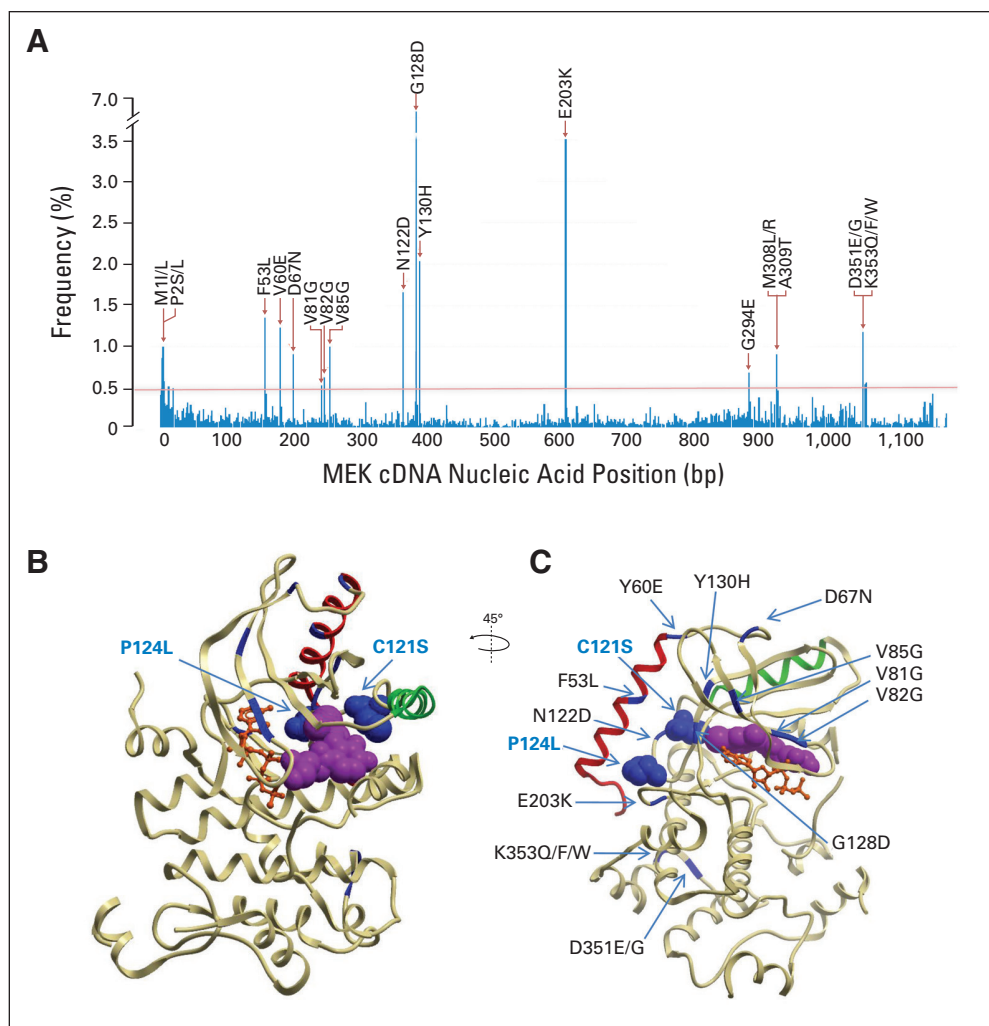 A
Frequency (%)
7.0
3.5
3.0
2.5
2.0
1.5
1.0
0.5
0
M1I/L
P2S/L
F53L
V60E
D67N
V81G
V82G
V85G
N122D
G128D
Y130H
E203K
G294E
M308L/R
A309T
D351E/G
K353Q/F/W
0 100 200 300 400 500 600 700 800 900 1,000 1,100
MEK cDNA Nucleic Acid Position (bp)
B
P124L
C121S
45°
C
Y60E
Y130H
D67N
C121S
F53L
N122D
P124L
E203K
K353Q/F/W
D351E/G
V85G
V81G
V82G
G128D